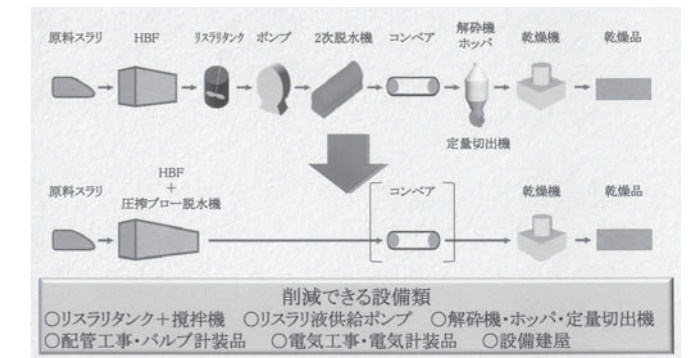 原料スラリ HBF リスラリタンク ポンプ 2次脱水機 コンベア 解砕機 乾燥機 乾燥品
ホッパ
定量切出機
HBF
+
原料スラリ 圧搾ブロー脱水機 コンベア 乾燥機 乾燥品
削減できる設備類
○リスラリタンク+撹拌機 ○リスラリ液供給ポンプ ○解砕機・ホッパ・定量切出機
○配管工事・バルブ計装品 ○電気工事・電気計装品 ○設備建屋